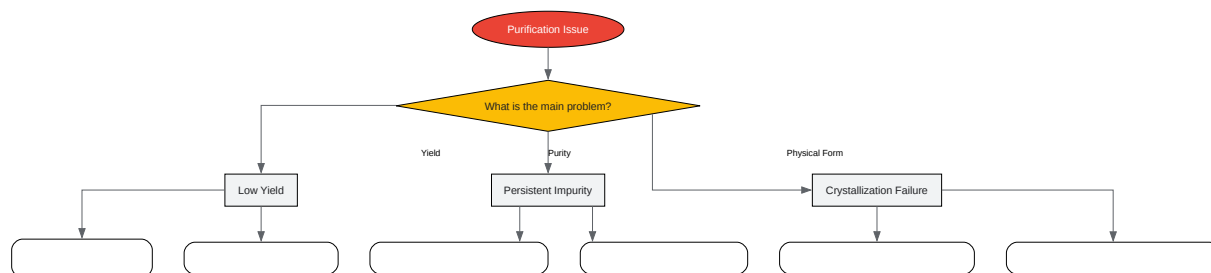 Purification Issue
What is the main problem?
Yield
Purity
Physical Form
Low Yield
Persistent Impurity
Crystallization Failure